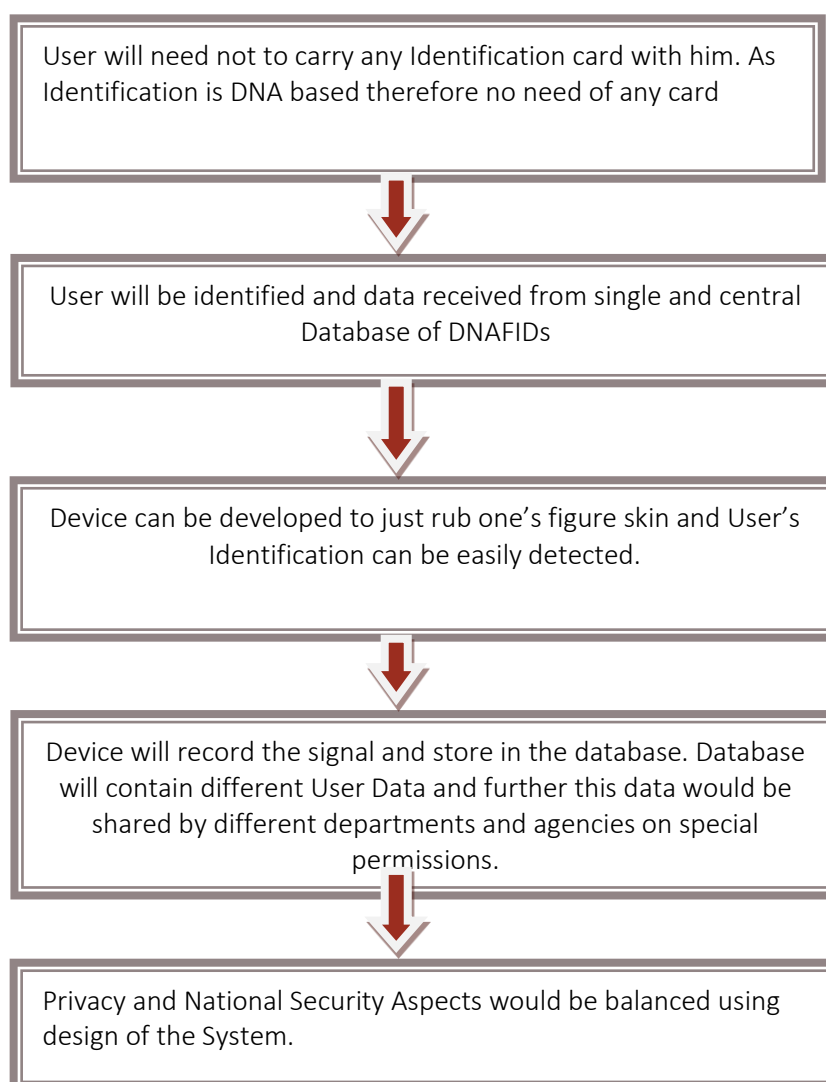 User will need not to carry any Identification card with him. As
Identification is DNA based therefore no need of any card
User will be identified and data received from single and central
Database of DNAFIDs
Device can be developed to just rub one’s figure skin and User’s
Identification can be easily detected.
Device will record the signal and store in the database. Database
will contain different User Data and further this data would be
shared by different departments and agencies on special
permissions.
Privacy and National Security Aspects would be balanced using
design of the System.